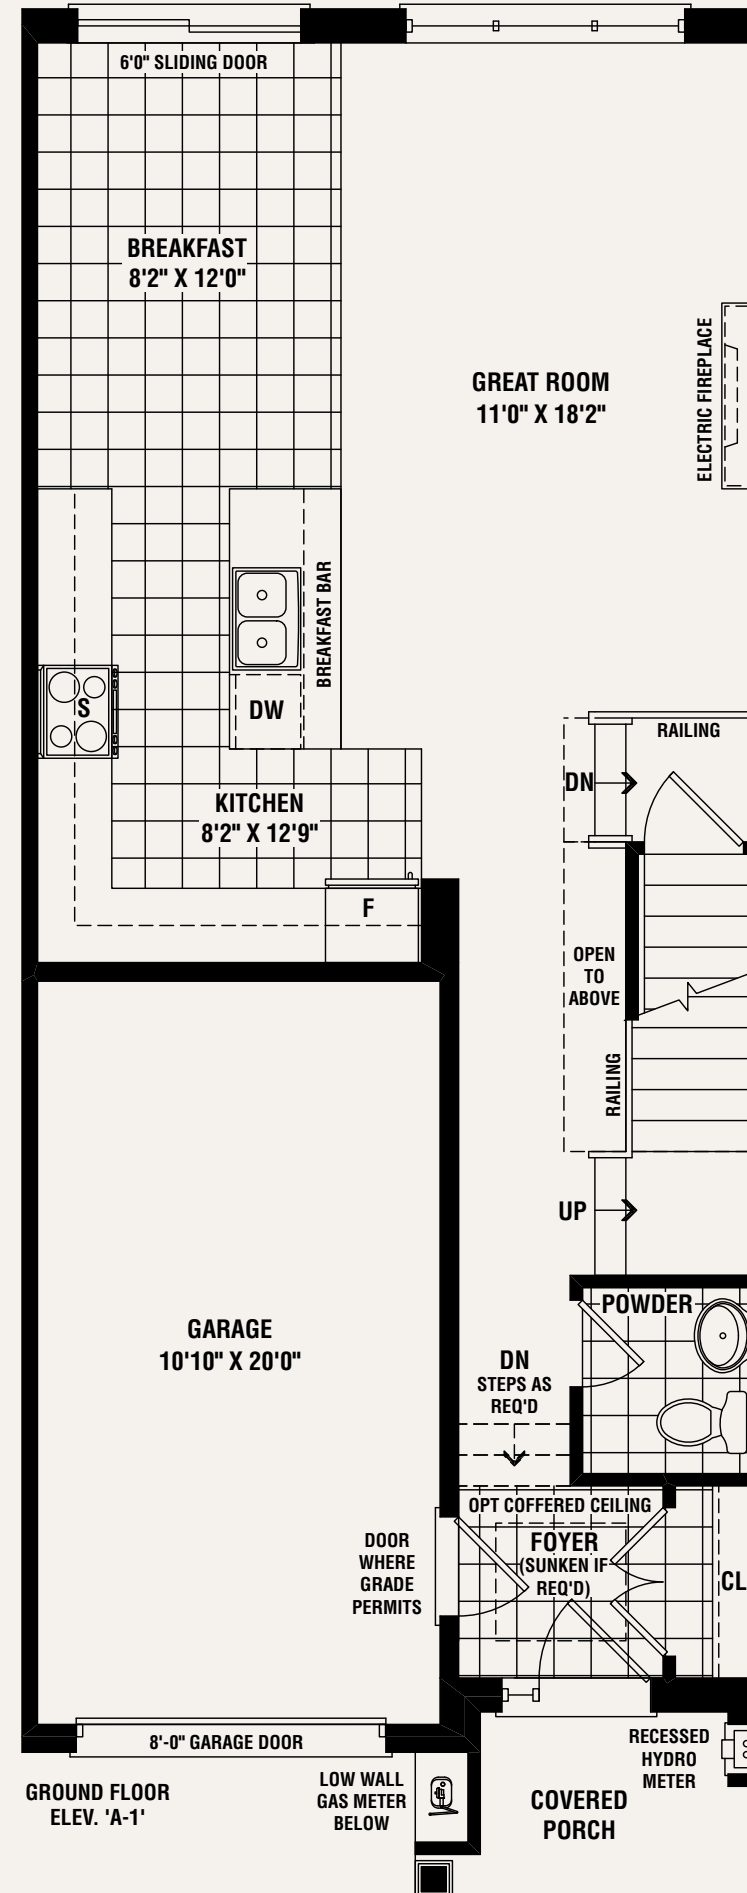 6'0" SLIDING DOOR
BREAKFAST
8'2" X 12'0"
GREAT ROOM
11'0" X 18'2"
ELECTRIC FIREPLACE
BREAKFAST BAR
S
DW
RAILING
DN
KITCHEN
8'2" X 12'9"
F
OPEN
TO
ABOVE
RAILING
UP
POWDER
GARAGE
10'10" X 20'0"
DN
STEPS AS
REQ'D
OPT COFFERED CEILING
FOYER
(SUNKEN IF
REQ'D)
DOOR
WHERE
GRADE
PERMITS
CL
8'-0" GARAGE DOOR
RECESSED
HYDRO
METER
GROUND FLOOR
ELEV. 'A-1'
LOW WALL
GAS METER
BELOW
COVERED
PORCH